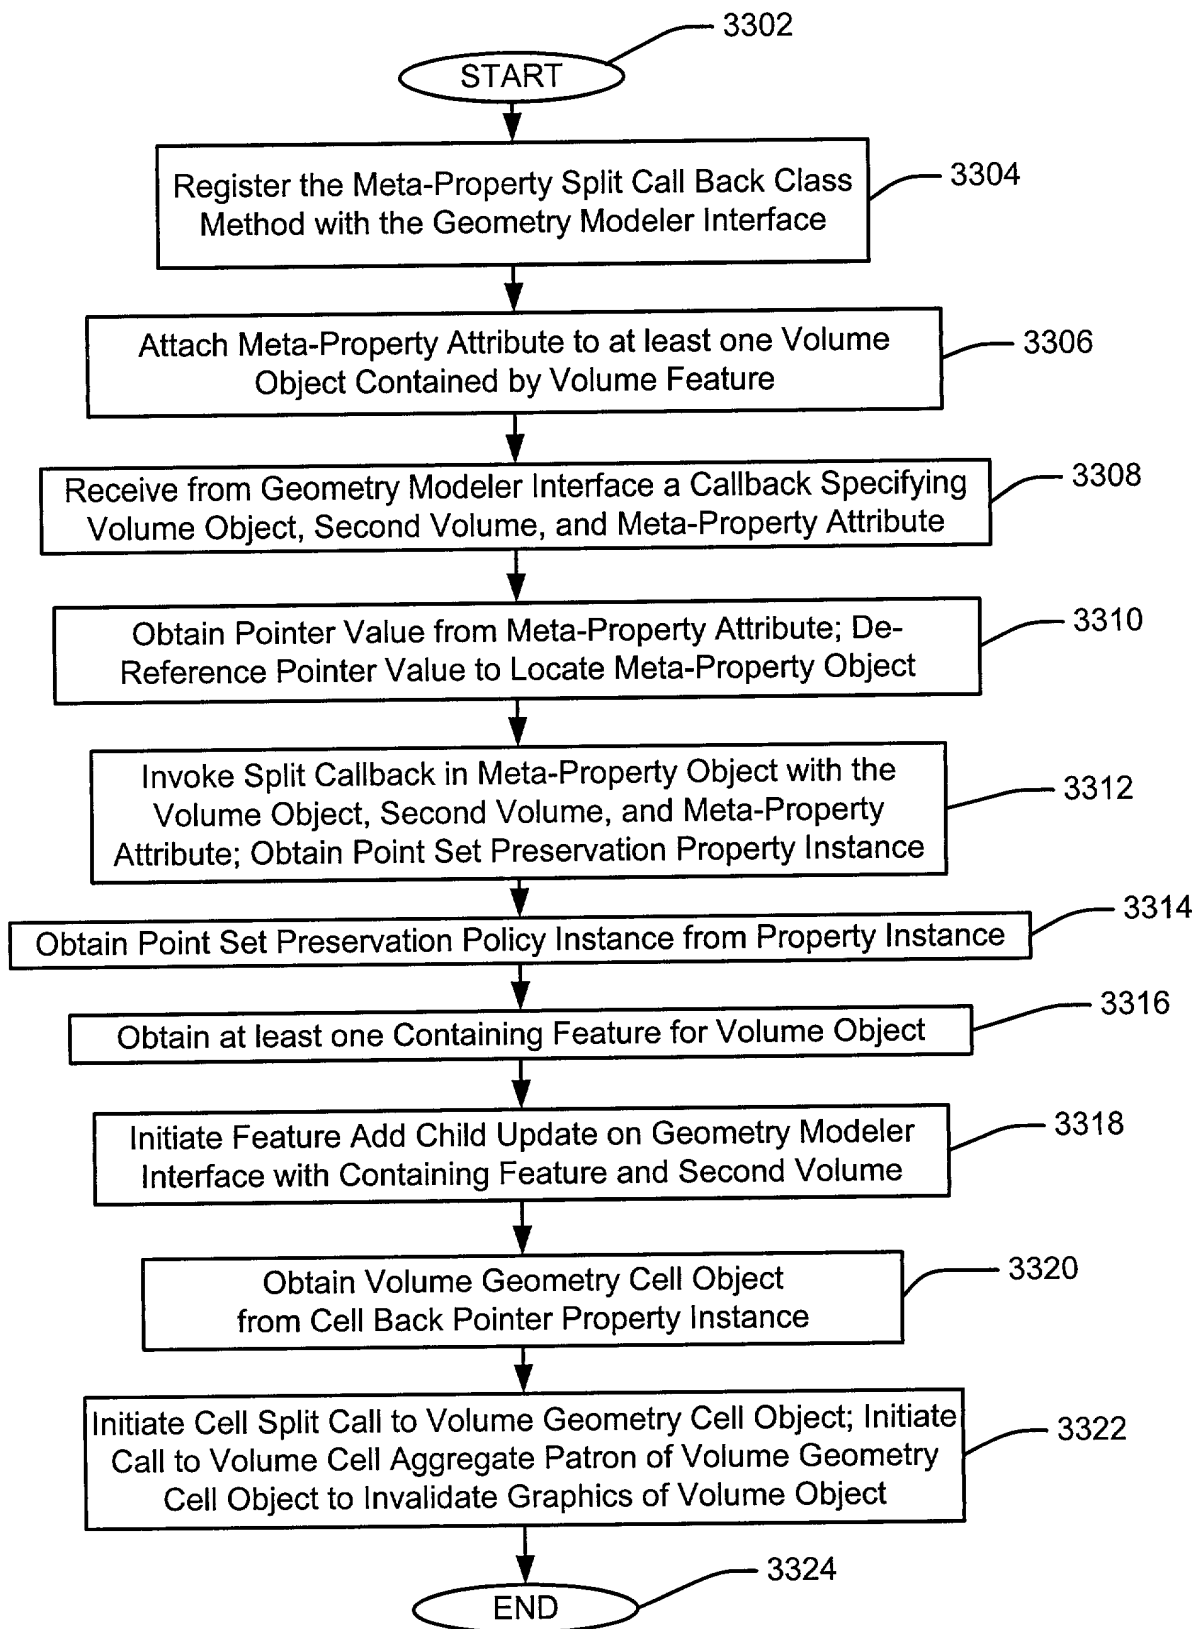 3302
START
Register the Meta-Property Split Call Back Class
Method with the Geometry Modeler Interface
3304
Attach Meta-Property Attribute to at least one Volume
Object Contained by Volume Feature
3306
Receive from Geometry Modeler Interface a Callback Specifying
Volume Object, Second Volume, and Meta-Property Attribute
3308
Obtain Pointer Value from Meta-Property Attribute; De-
Reference Pointer Value to Locate Meta-Property Object
3310
Invoke Split Callback in Meta-Property Object with the
Volume Object, Second Volume, and Meta-Property
Attribute; Obtain Point Set Preservation Property Instance
3312
Obtain Point Set Preservation Policy Instance from Property Instance
3314
Obtain at least one Containing Feature for Volume Object
3316
Initiate Feature Add Child Update on Geometry Modeler
Interface with Containing Feature and Second Volume
3318
Obtain Volume Geometry Cell Object
from Cell Back Pointer Property Instance
3320
Initiate Cell Split Call to Volume Geometry Cell Object; Initiate
Call to Volume Cell Aggregate Patron of Volume Geometry
Cell Object to Invalidate Graphics of Volume Object
3322
END
3324